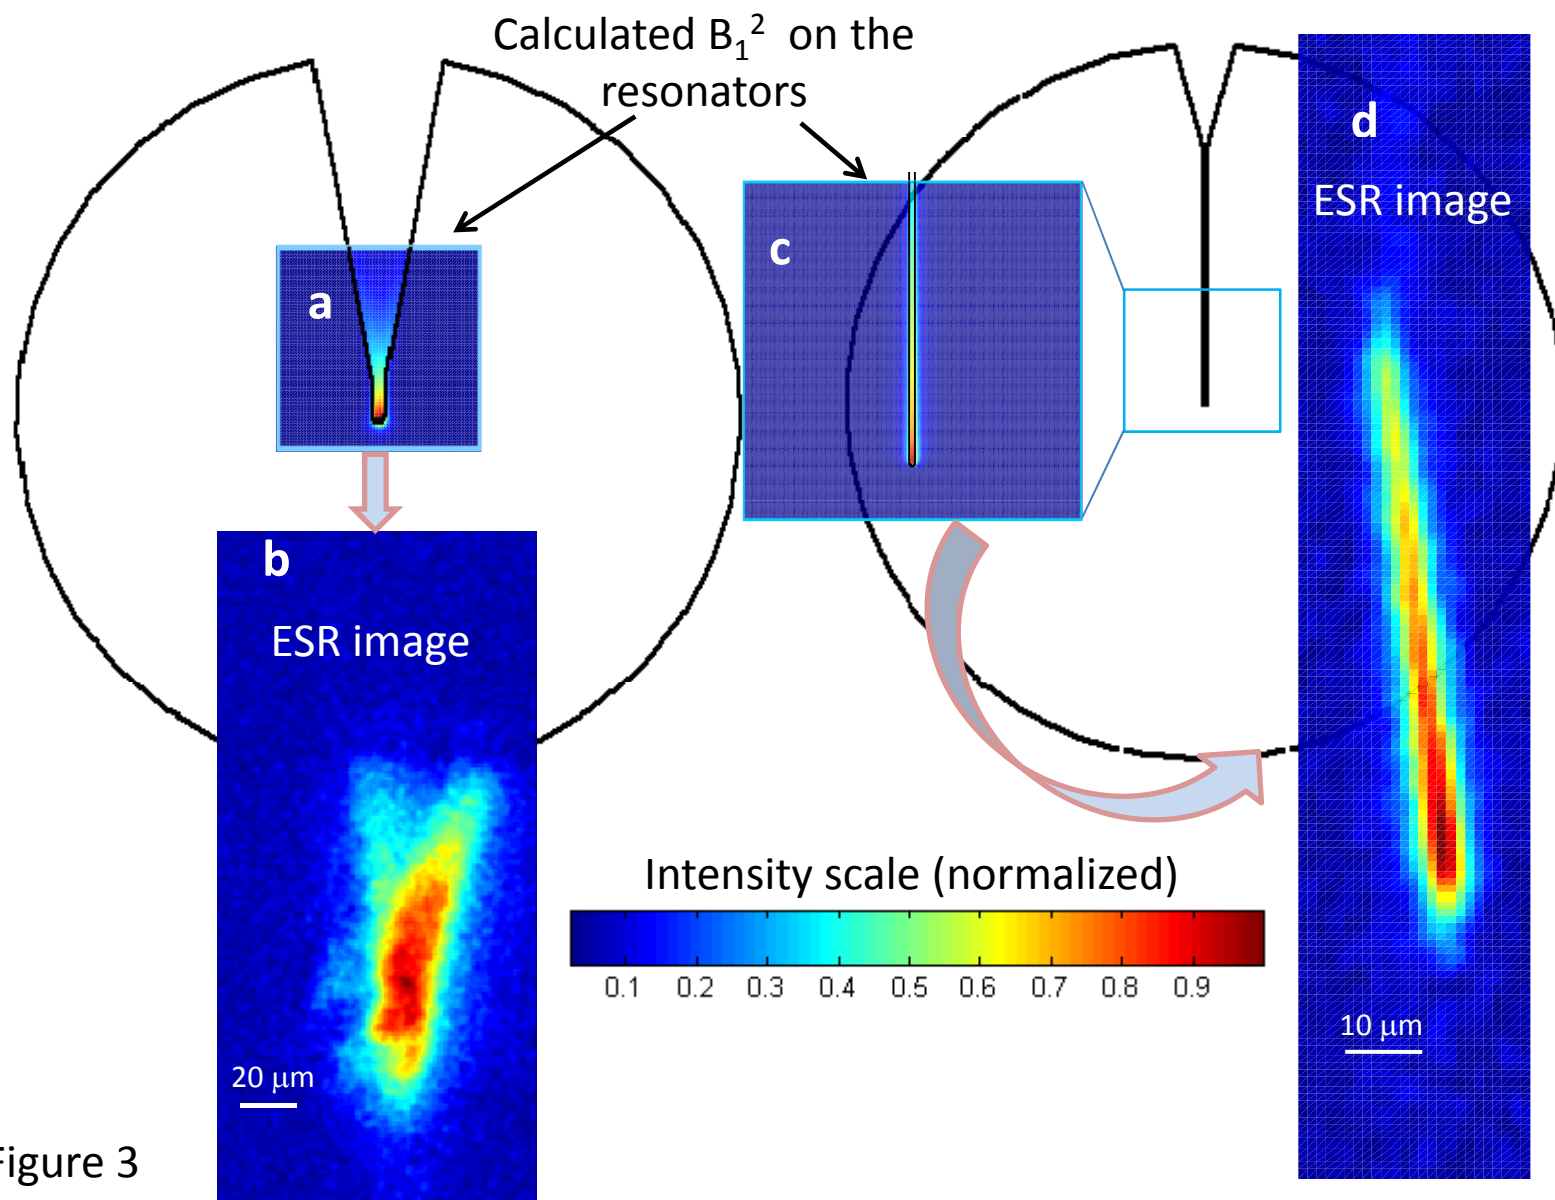 Calculated B₁² on the
resonators
a
c
d
ESR image
b
ESR image
Intensity scale (normalized)
0.1 0.2 0.3 0.4 0.5 0.6 0.7 0.8 0.9
10 μm
20 μm
Figure 3